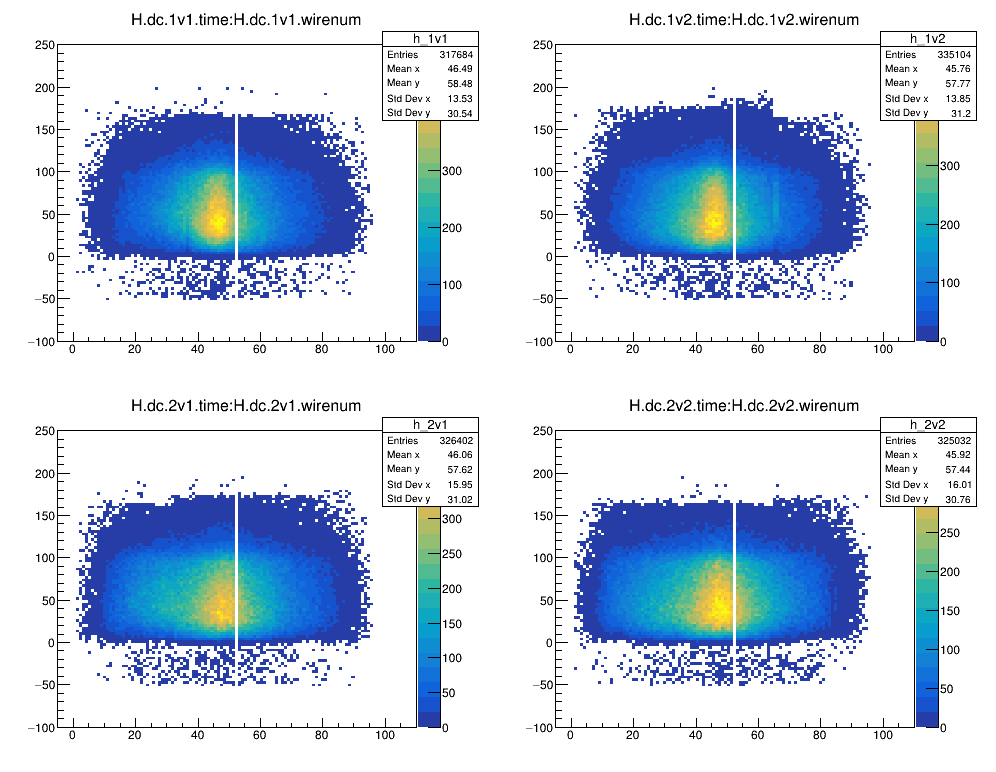 H.dc.1v1.time:H.dc.1v1.wirenum
h_1v1
Entries 317684
Mean x 46.49
Mean y 58.48
Std Dev x 13.53
Std Dev y 30.54
250
200
150
100
50
0
−50
−100
0 20 40 60 80 100
300
200
100
0
H.dc.1v2.time:H.dc.1v2.wirenum
h_1v2
Entries 335104
Mean x 45.76
Mean y 57.77
Std Dev x 13.85
Std Dev y 31.2
250
200
150
100
50
0
−50
−100
0 20 40 60 80 100
300
200
100
0
H.dc.2v1.time:H.dc.2v1.wirenum
h_2v1
Entries 326402
Mean x 46.06
Mean y 57.62
Std Dev x 15.95
Std Dev y 31.02
250
200
150
100
50
0
−50
−100
0 20 40 60 80 100
300
250
200
150
100
50
0
H.dc.2v2.time:H.dc.2v2.wirenum
h_2v2
Entries 325032
Mean x 45.92
Mean y 57.44
Std Dev x 16.01
Std Dev y 30.76
250
200
150
100
50
0
−50
−100
0 20 40 60 80 100
250
200
150
100
50
0